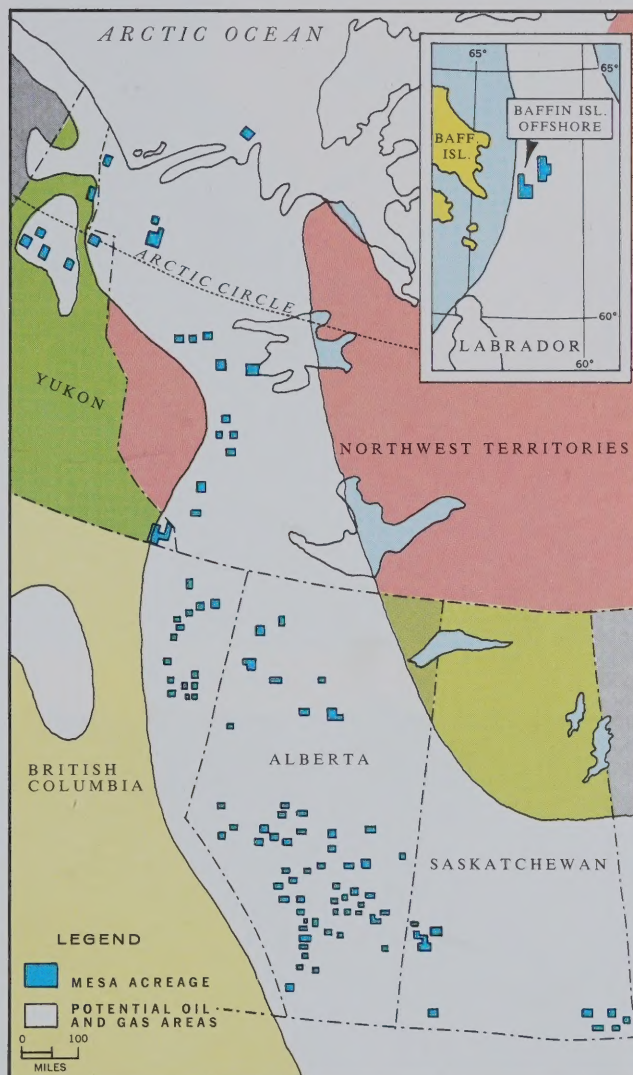 ARCTIC OCEAN
65°
65°
BAFFIN ISL.
OFFSHORE
BAFF.
ISL.
60°
LABRADOR
60°
ARCTIC CIRCLE
YUKON
NORTHWEST TERRITORIES
BRITISH
COLUMBIA
ALBERTA
SASKATCHEWAN
LEGEND
MESA ACREAGE
POTENTIAL OIL
AND GAS AREAS
0 100
MILES